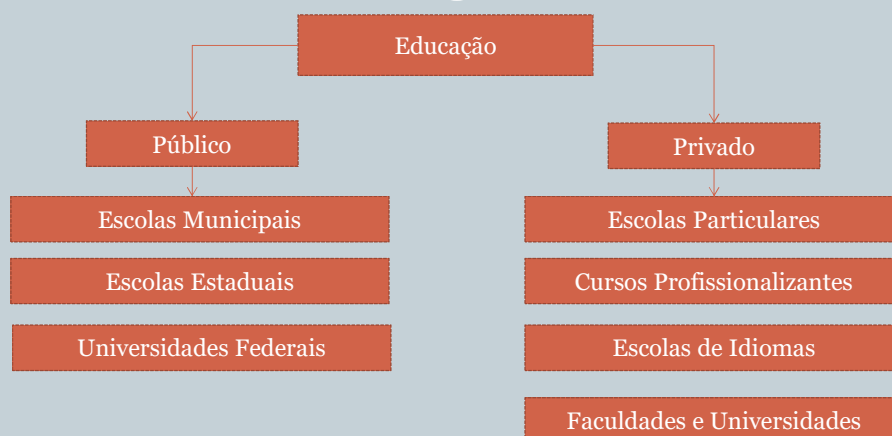 Educação
Público
Privado
Escolas Municipais
Escolas Particulares
Escolas Estaduais
Cursos Profissionalizantes
Universidades Federais
Escolas de Idiomas
Faculdades e Universidades